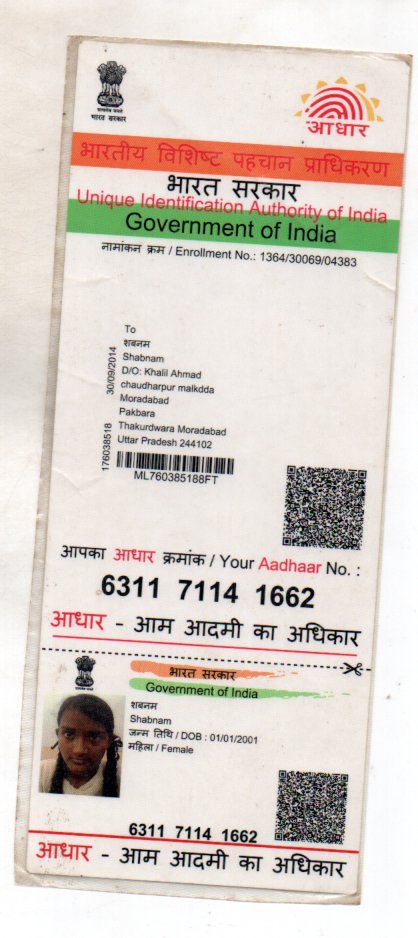 भारत सरकार
आधार
भारतीय विशिष्ट पहचान प्राधिकरण
भारत सरकार
Unique Identification Authority of India
Government of India
नामांकन क्रम / Enrollment No.: 1364/30069/04383
To
शबनम
Shabnam
D/O: Khalil Ahmad
chaudharpur malkdda
Moradabad
Pakbara
Thakurdwara Moradabad
Uttar Pradesh 244102
30/09/2014
176038518
ML760385188FT
आपका आधार क्रमांक / Your Aadhaar No. :
6311 7114 1662
आधार - आम आदमी का अधिकार
भारत सरकार
Government of India
शबनम
Shabnam
जन्म तिथि / DOB : 01/01/2001
महिला / Female
6311 7114 1662
आधार - आम आदमी का अधिकार